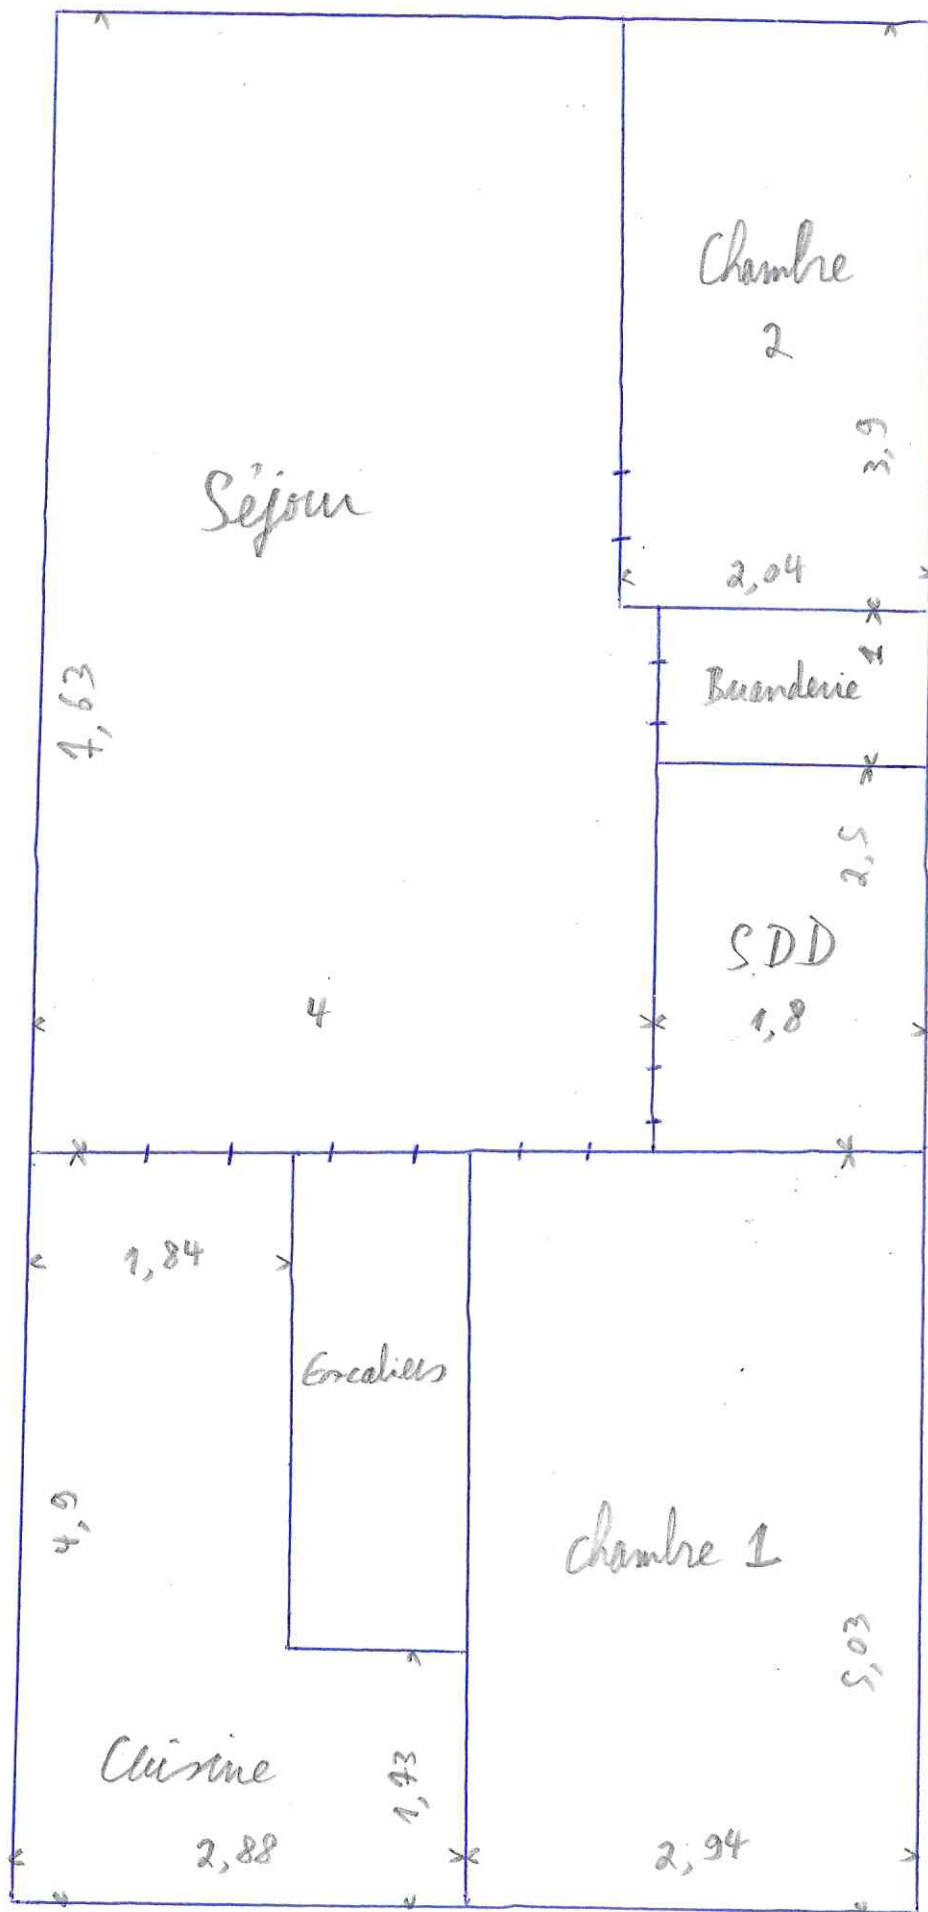 Chambre
2
3,9
Séjour
2,04
7,63
1
Buanderie
2,5
SDD
4
1,8
1,84
Escaliers
4,9
Chambre 1
5,03
Cuisine
1,73
2,88
2,94